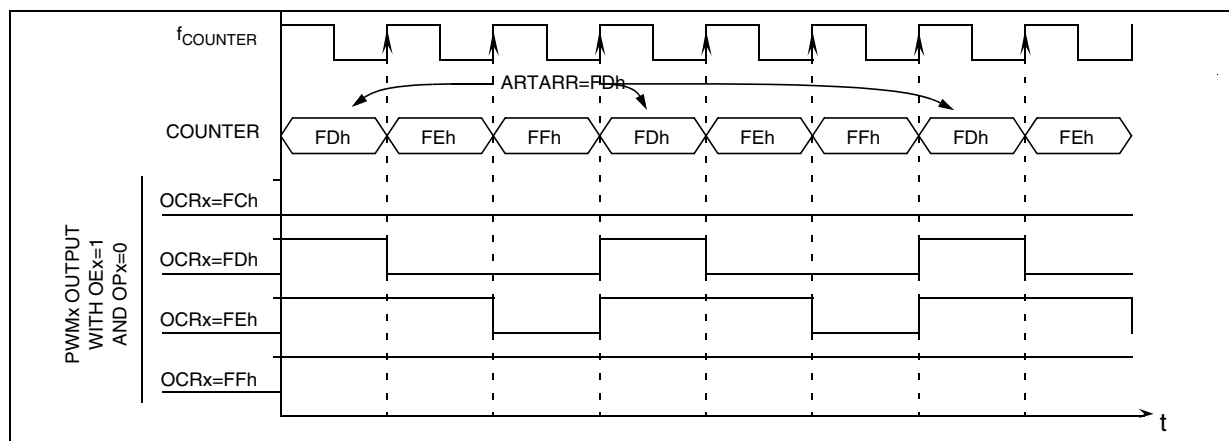 fCOUNTER
ARTARR=FDh
COUNTER
FDh FEh FFh FDh FEh FFh FDh FEh
OCRx=FCh
OCRx=FDh
OCRx=FEh
OCRx=FFh
PWMx OUTPUT
WITH OEx=1
AND OPx=0
t